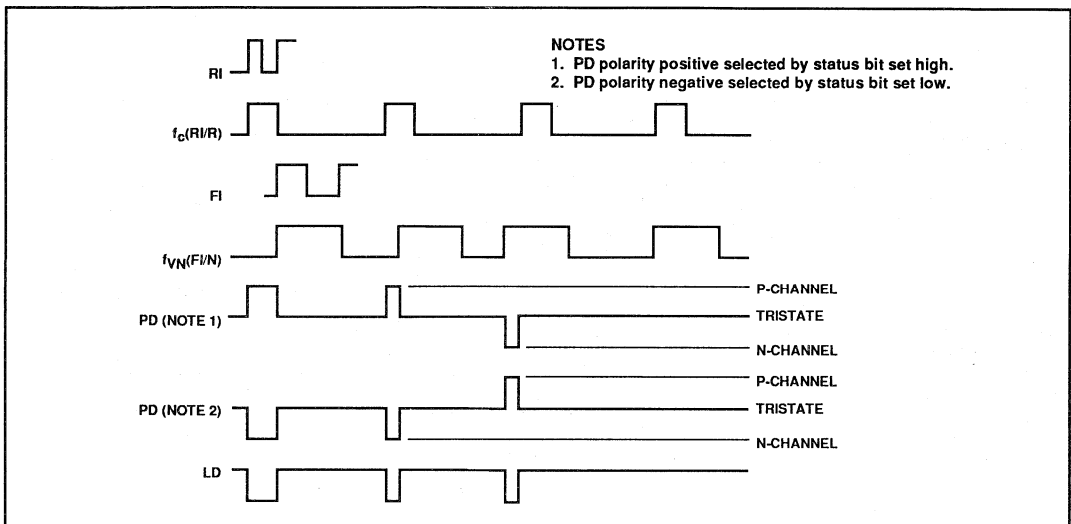 NOTES
1. PD polarity positive selected by status bit set high.
2. PD polarity negative selected by status bit set low.
RI
fc(RI/R)
FI
fVN(FI/N)
PD (NOTE 1)
P-CHANNEL
TRISTATE
N-CHANNEL
PD (NOTE 2)
P-CHANNEL
TRISTATE
N-CHANNEL
LD